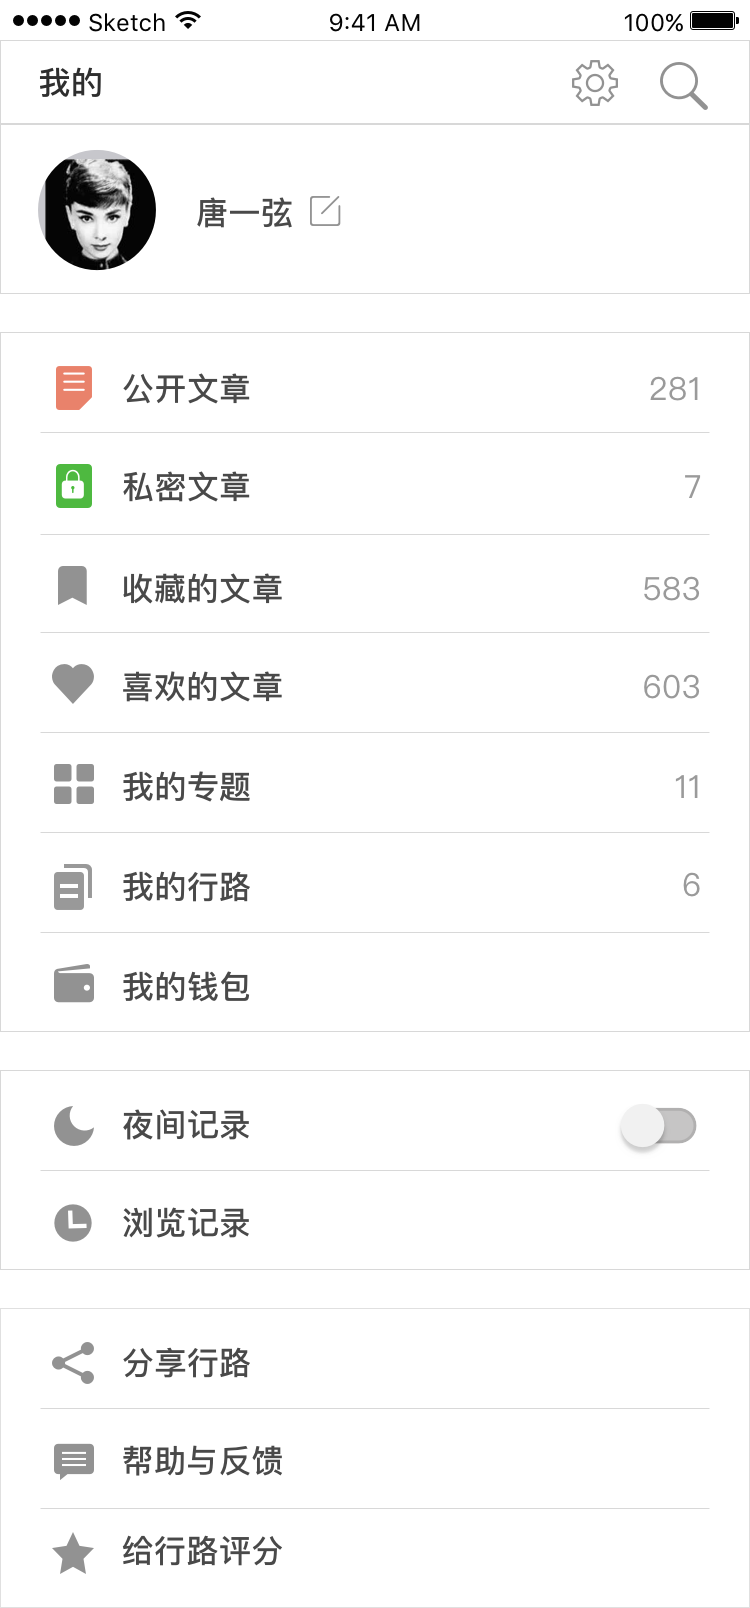 ●●●●● Sketch 9:41 AM 100%
我的
唐一弦
公开文章 281
私密文章 7
收藏的文章 583
喜欢的文章 603
我的专题 11
我的行路 6
我的钱包
夜间记录
浏览记录
分享行路
帮助与反馈
给行路评分